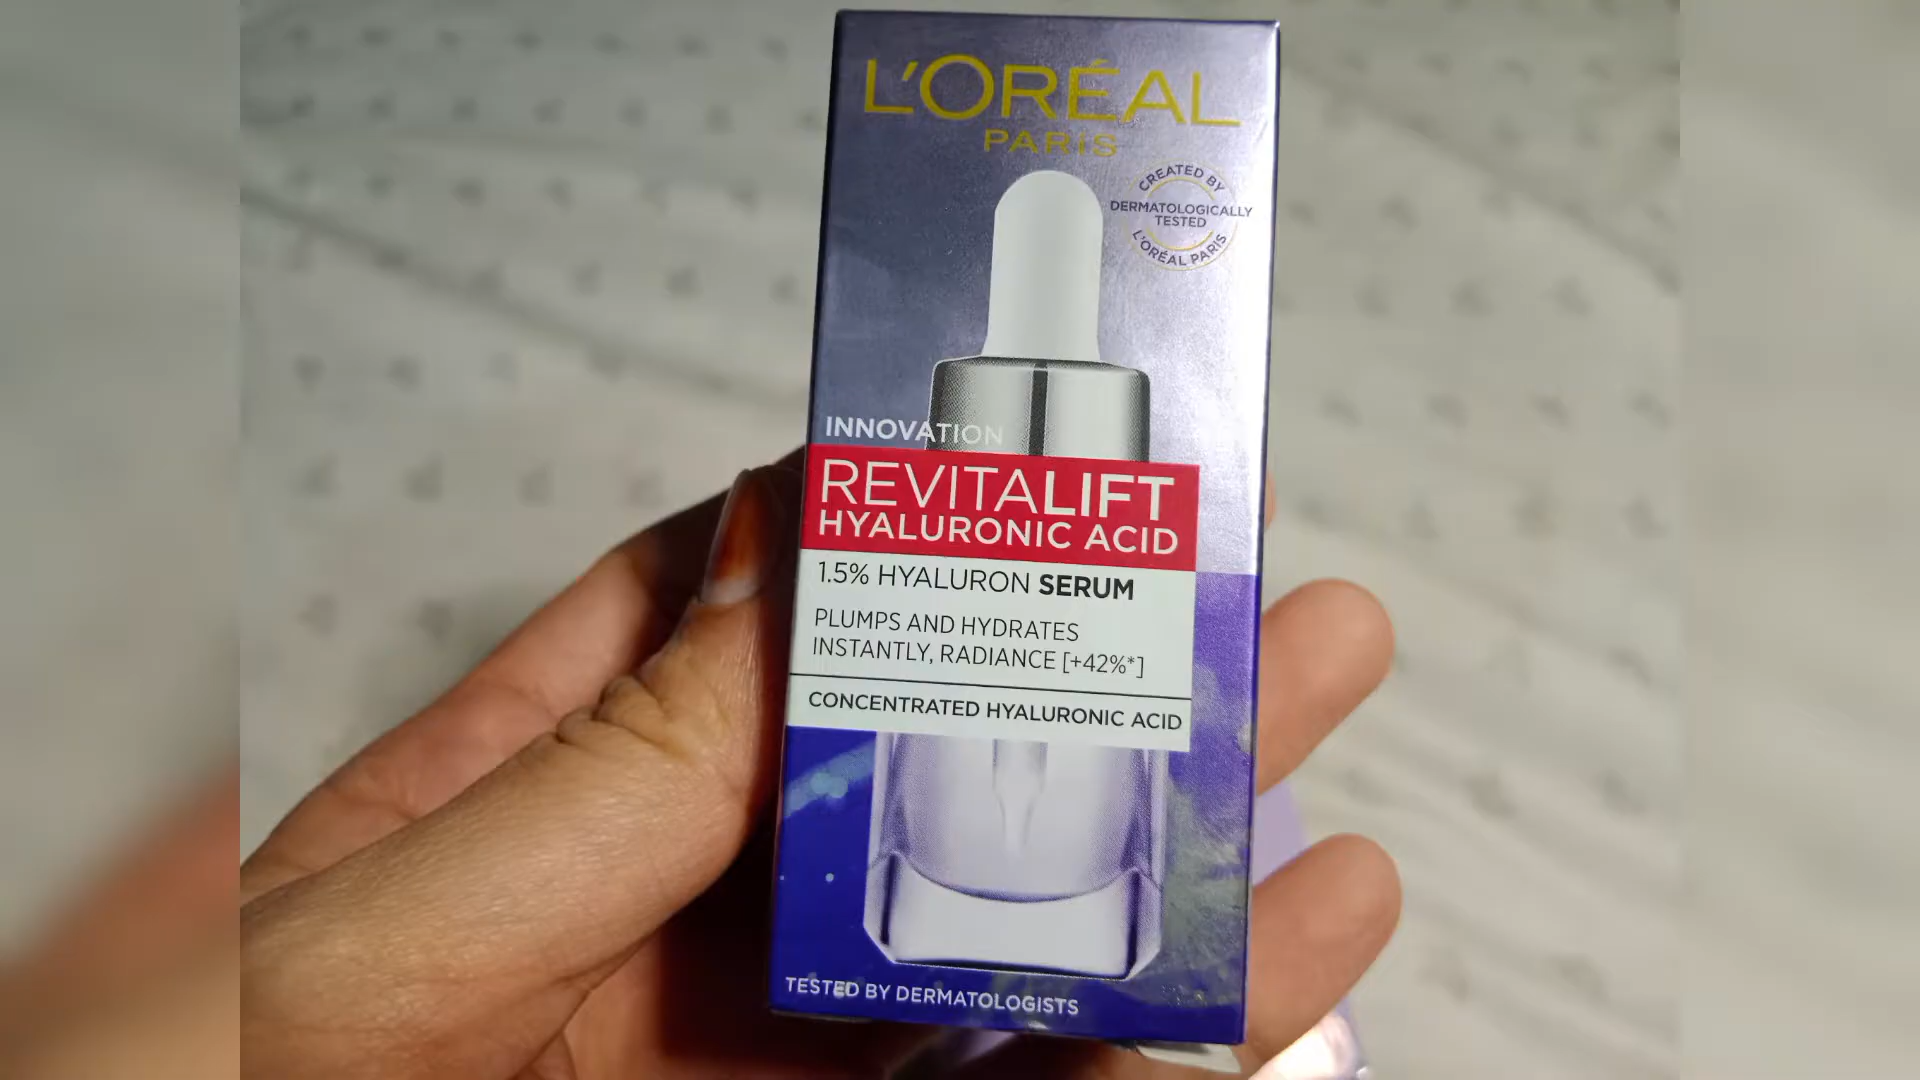 L'ORÉAL
PARIS
CREATED BY
DERMATOLOGICALLY
TESTED
L'ORÉAL PARIS
INNOVATION
REVITALIFT
HYALURONIC ACID
1.5% HYALURON SERUM
PLUMPS AND HYDRATES
INSTANTLY, RADIANCE [+42%*]
CONCENTRATED HYALURONIC ACID
TESTED BY DERMATOLOGISTS